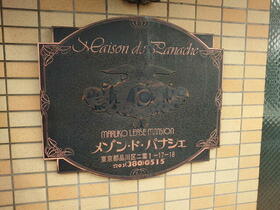 Maison de Panache
MARUKO LEASE MANSION
メゾン・ド・パナシェ
東京都品川区二葉1-17-18